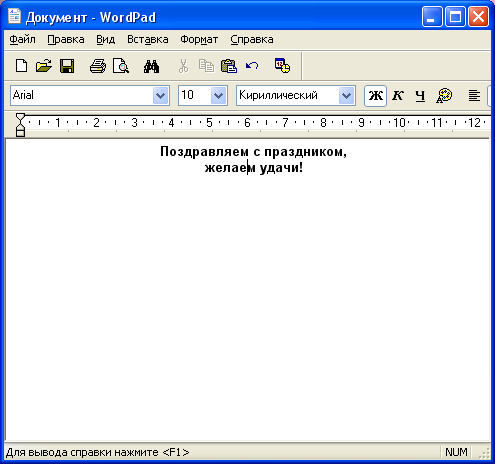 Документ - WordPad
Файл Правка Вид Вставка Формат Справка
Arial 10 Кириллический Ж К Ч
1 2 3 4 5 6 7 8 9 10 11 12
Поздравляем с праздником,
желаем удачи!
Для вывода справки нажмите <F1> NUM